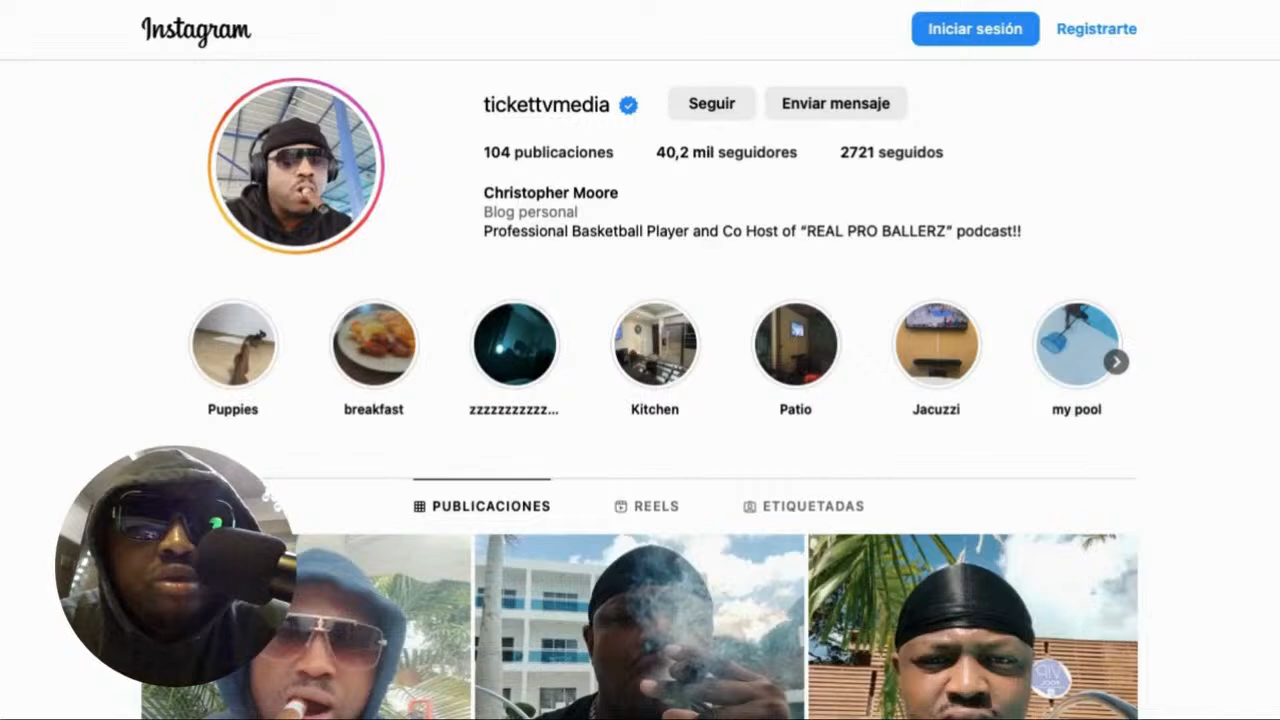 Instagram
Iniciar sesión
Registrarte
tickettvmedia
Seguir
Enviar mensaje
104 publicaciones
40,2 mil seguidores
2721 seguidos
Christopher Moore
Blog personal
Professional Basketball Player and Co Host of “REAL PRO BALLERZ” podcast!!
Puppies
breakfast
zzzzzzzzzzz...
Kitchen
Patio
Jacuzzi
my pool
PUBLICACIONES
REELS
ETIQUETADAS